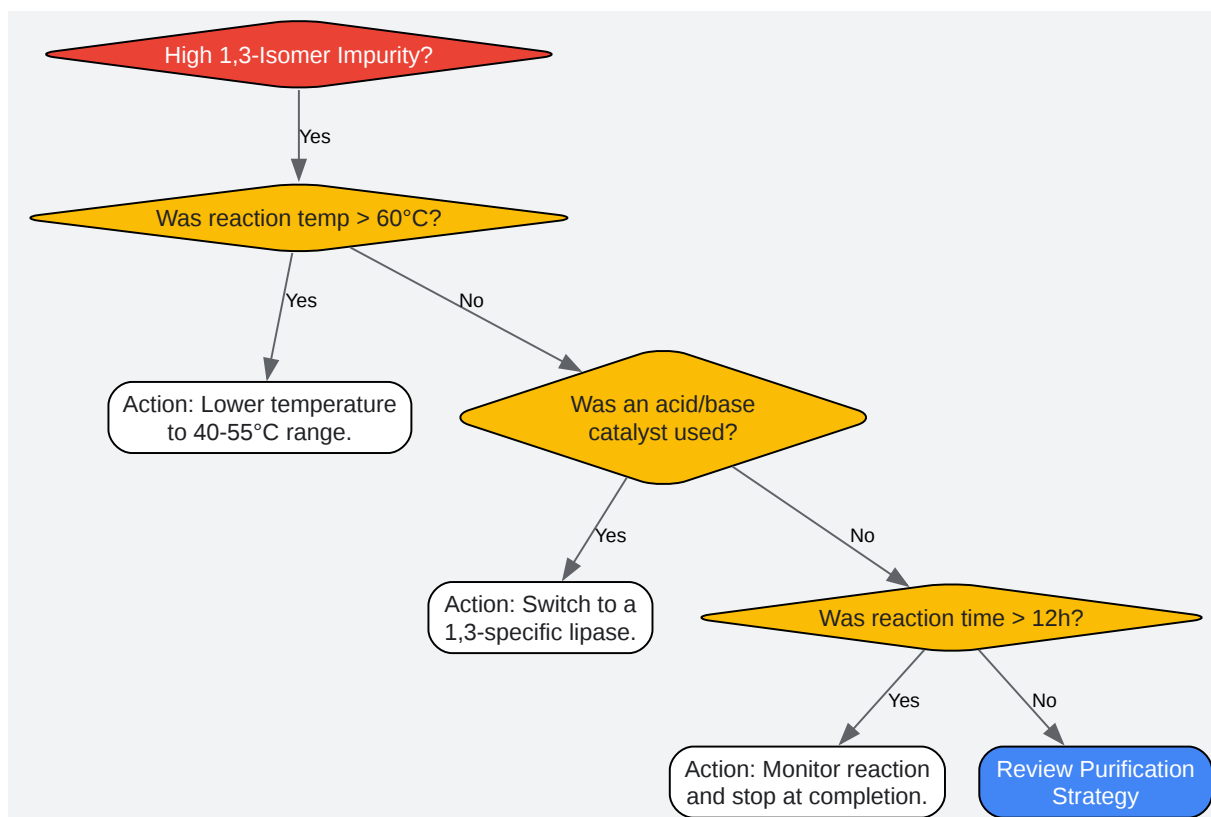 High 1,3-Isomer Impurity?
Yes
Was reaction temp > 60°C?
Yes
No
Action: Lower temperature
to 40-55°C range.
Was an acid/base
catalyst used?
Yes
No
Action: Switch to a
1,3-specific lipase.
Was reaction time > 12h?
Yes
No
Action: Monitor reaction
and stop at completion.
Review Purification
Strategy